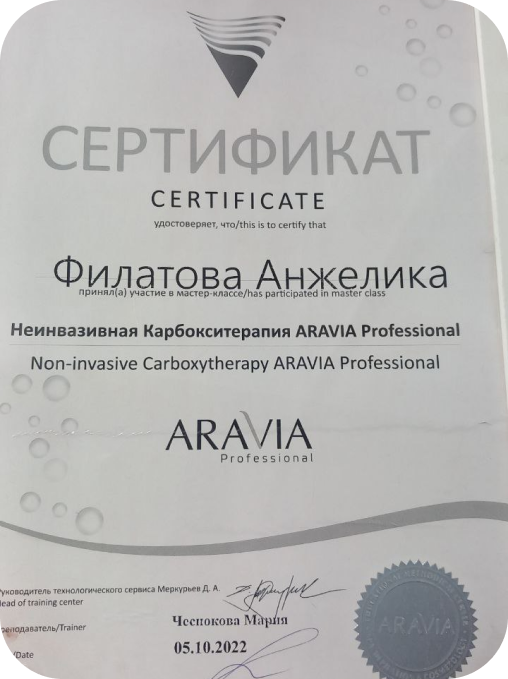 СЕРТИФИКАТ
CERTIFICATE
удостоверяет, что/this is to certify that
Филатова Анжелика
принял(а) участие в мастер-классе/has participated in master class
Неинвазивная Карбокситерапия ARAVIA Professional
Non-invasive Carboxytherapy ARAVIA Professional
ARAVIA
Professional
уководитель технологического сервиса Меркурьев Д. А.
ead of training center
Чеснокова Мария
реподаватель/Trainer
05.10.2022
/Date
ARAVIA